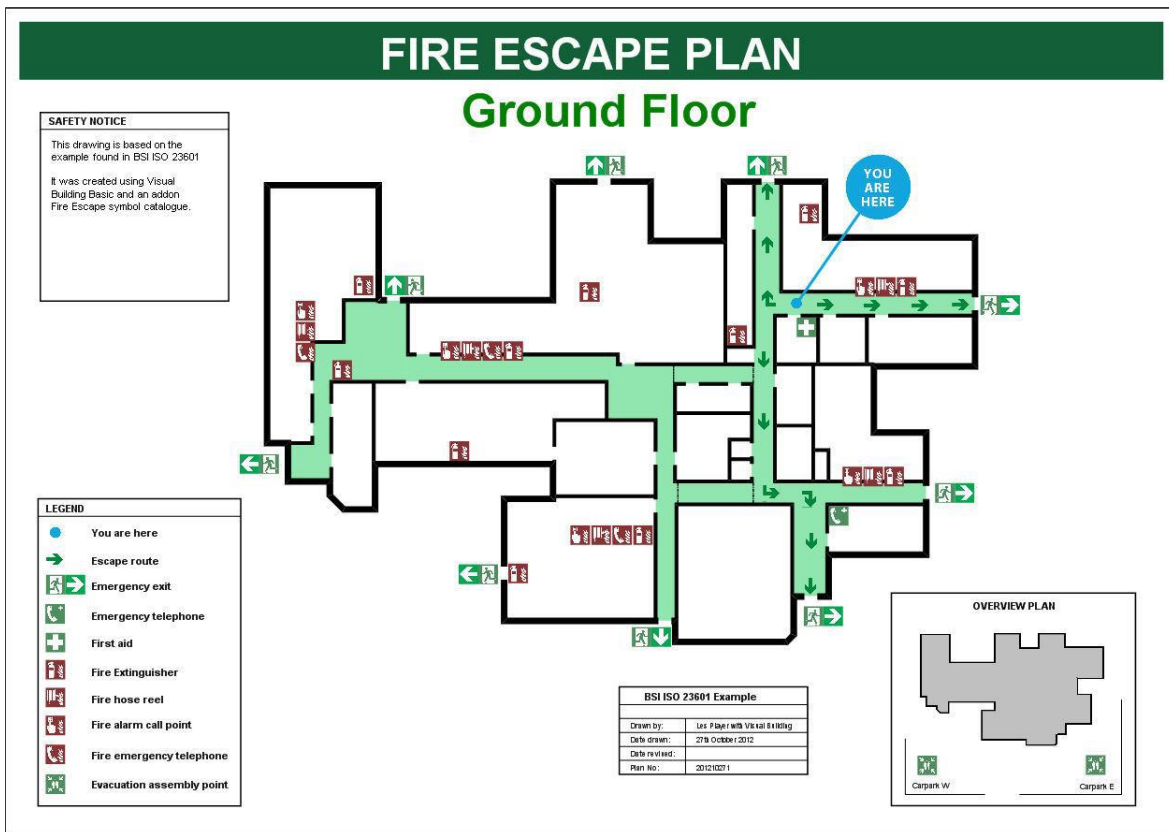 FIRE ESCAPE PLAN
Ground Floor
SAFETY NOTICE
This drawing is based on the
example found in BSI ISO 23601
It was created using Visual
Building Basic and an addon
Fire Escape symbol catalogue.
YOU
ARE
HERE
LEGEND
You are here
Escape route
Emergency exit
Emergency telephone
First aid
Fire Extinguisher
Fire hose reel
Fire alarm call point
Fire emergency telephone
Evacuation assembly point
BSI ISO 23601 Example
Drawn by: Les Player with Visual Building
Date drawn: 27th October 2012
Date revised:
Plan No: 201210271
OVERVIEW PLAN
Carpark W
Carpark E